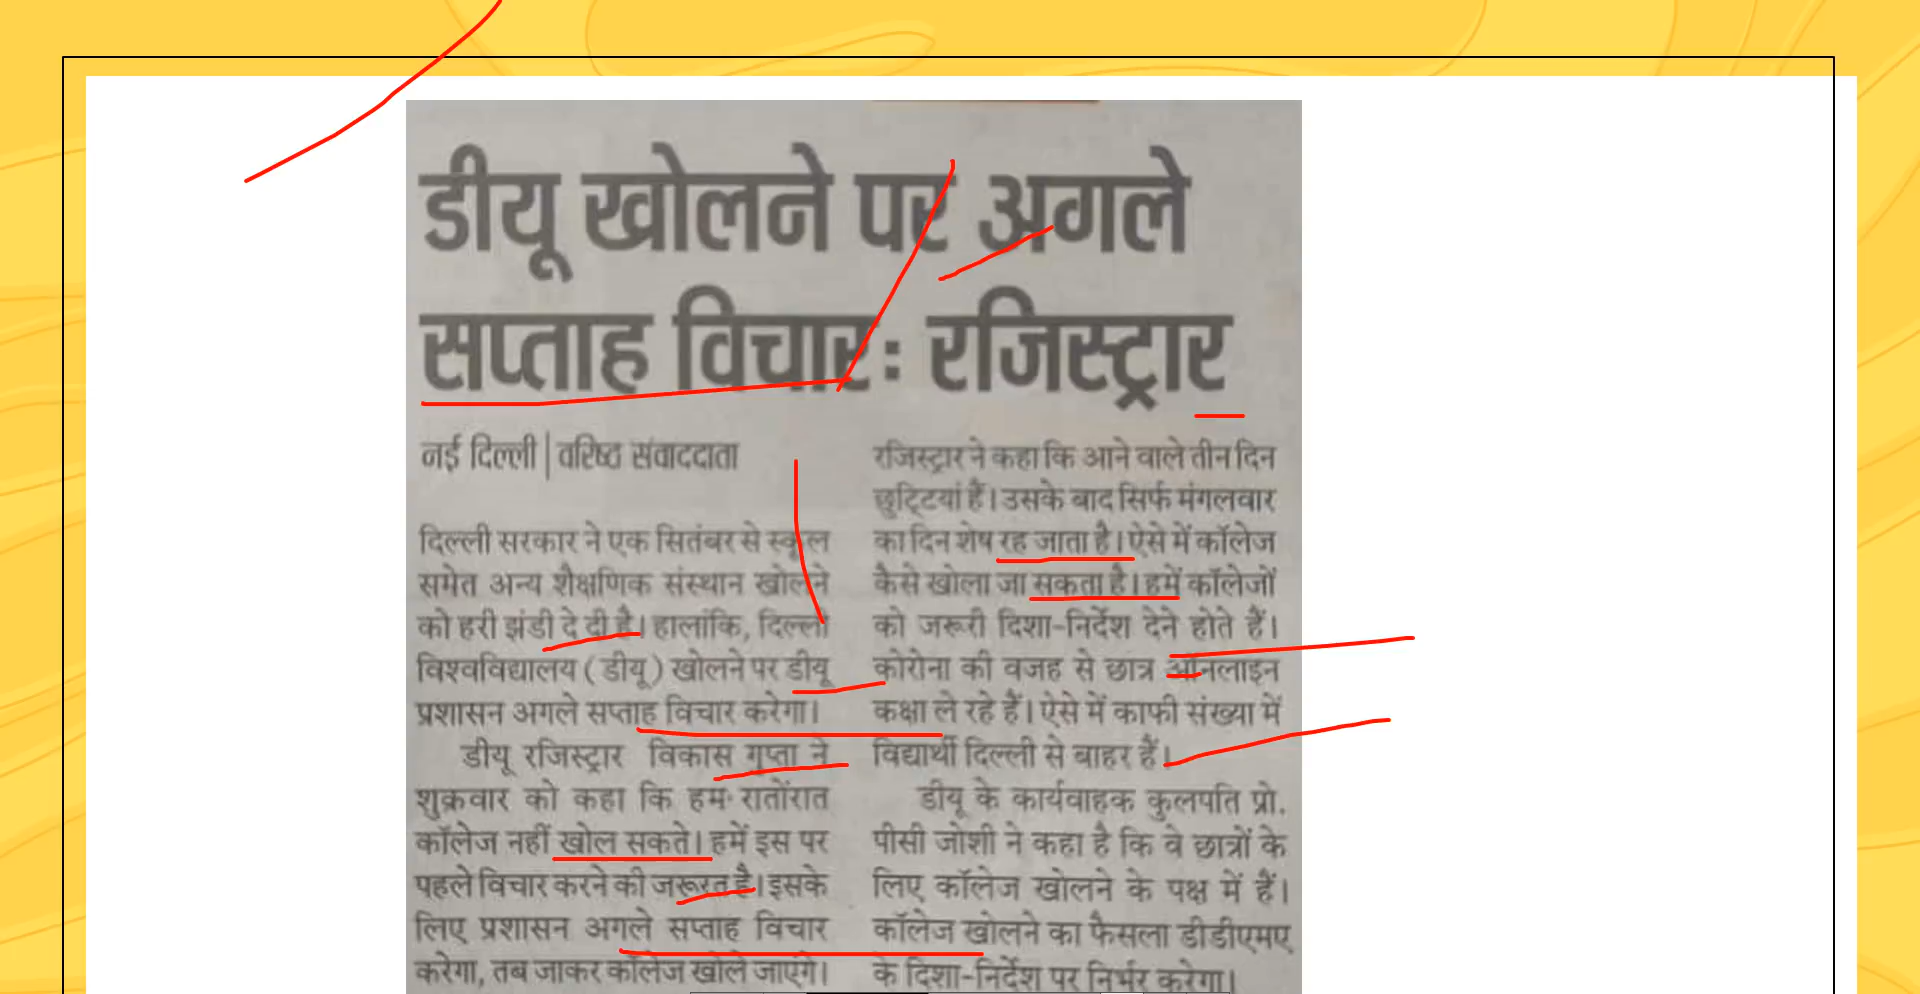 डीयू खोलने पर अगले
सप्ताह विचार: रजिस्ट्रार
नई दिल्ली | वरिष्ठ संवाददाता
दिल्ली सरकार ने एक सितंबर से स्कूल
समेत अन्य शैक्षणिक संस्थान खोलने
को हरी झंडी दे दी है। हालांकि, दिल्ली
विश्वविद्यालय (डीयू) खोलने पर डीयू
प्रशासन अगले सप्ताह विचार करेगा।
डीयू रजिस्ट्रार विकास गुप्ता ने
शुक्रवार को कहा कि हम रातोंरात
कॉलेज नहीं खोल सकते। हमें इस पर
पहले विचार करने की जरूरत है। इसके
लिए प्रशासन अगले सप्ताह विचार
करेगा, तब जाकर कॉलेज खोले जाएंगे।
रजिस्ट्रार ने कहा कि आने वाले तीन दिन
छुट्टियां हैं। उसके बाद सिर्फ मंगलवार
का दिन शेष रह जाता है। ऐसे में कॉलेज
कैसे खोला जा सकता है। हमें कॉलेजों
को जरूरी दिशा-निर्देश देने होते हैं।
कोरोना की वजह से छात्र ऑनलाइन
कक्षा ले रहे हैं। ऐसे में काफी संख्या में
विद्यार्थी दिल्ली से बाहर हैं।
डीयू के कार्यवाहक कुलपति प्रो.
पीसी जोशी ने कहा है कि वे छात्रों के
लिए कॉलेज खोलने के पक्ष में हैं।
कॉलेज खोलने का फैसला डीडीएमए
के दिशा-निर्देश पर निर्भर करेगा।